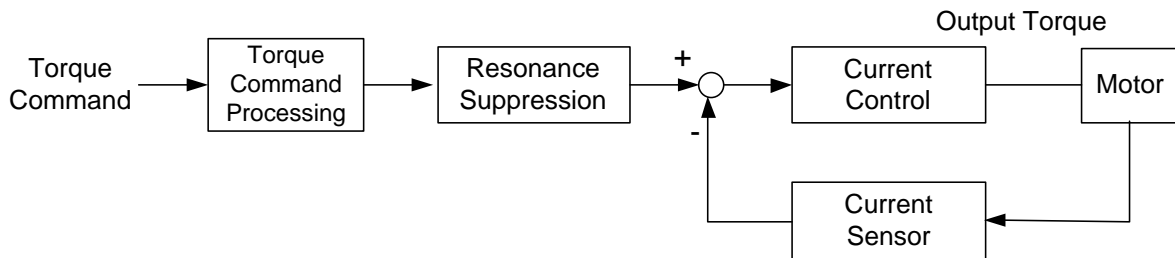 Output Torque
Torque
Command
Torque
Command
Processing
Resonance
Suppression
+
-
Current
Control
Motor
Current
Sensor